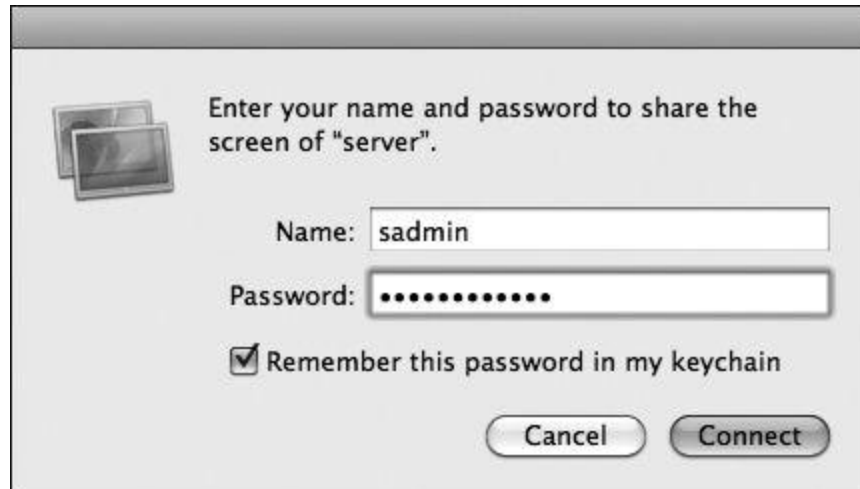 Enter your name and password to share the
screen of “server”.
Name: sadmin
Password: ••••••••••••
Remember this password in my keychain
Cancel Connect